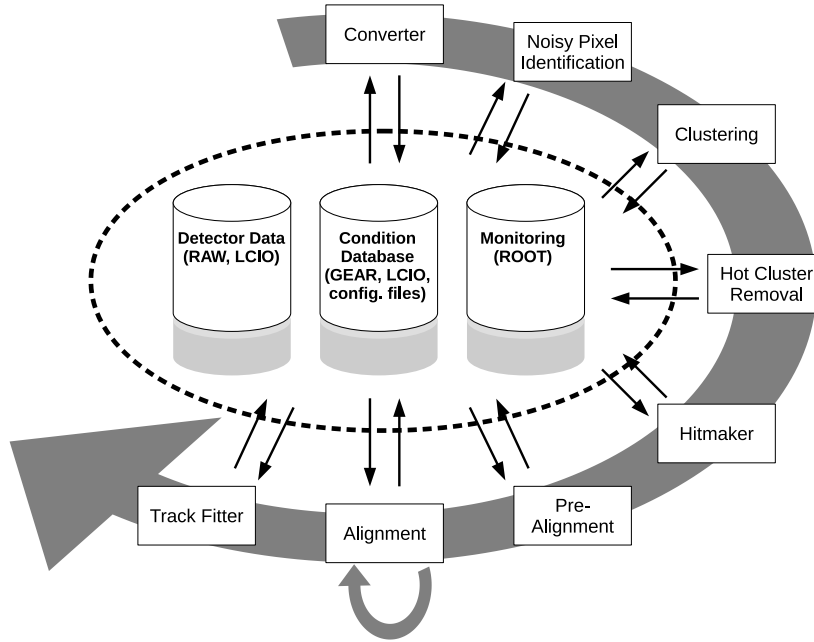 Converter
Noisy Pixel
Identification
Clustering
Detector Data
(RAW, LCIO)
Condition
Database
(GEAR, LCIO,
config. files)
Monitoring
(ROOT)
Hot Cluster
Removal
Hitmaker
Pre-
Alignment
Alignment
Track Fitter